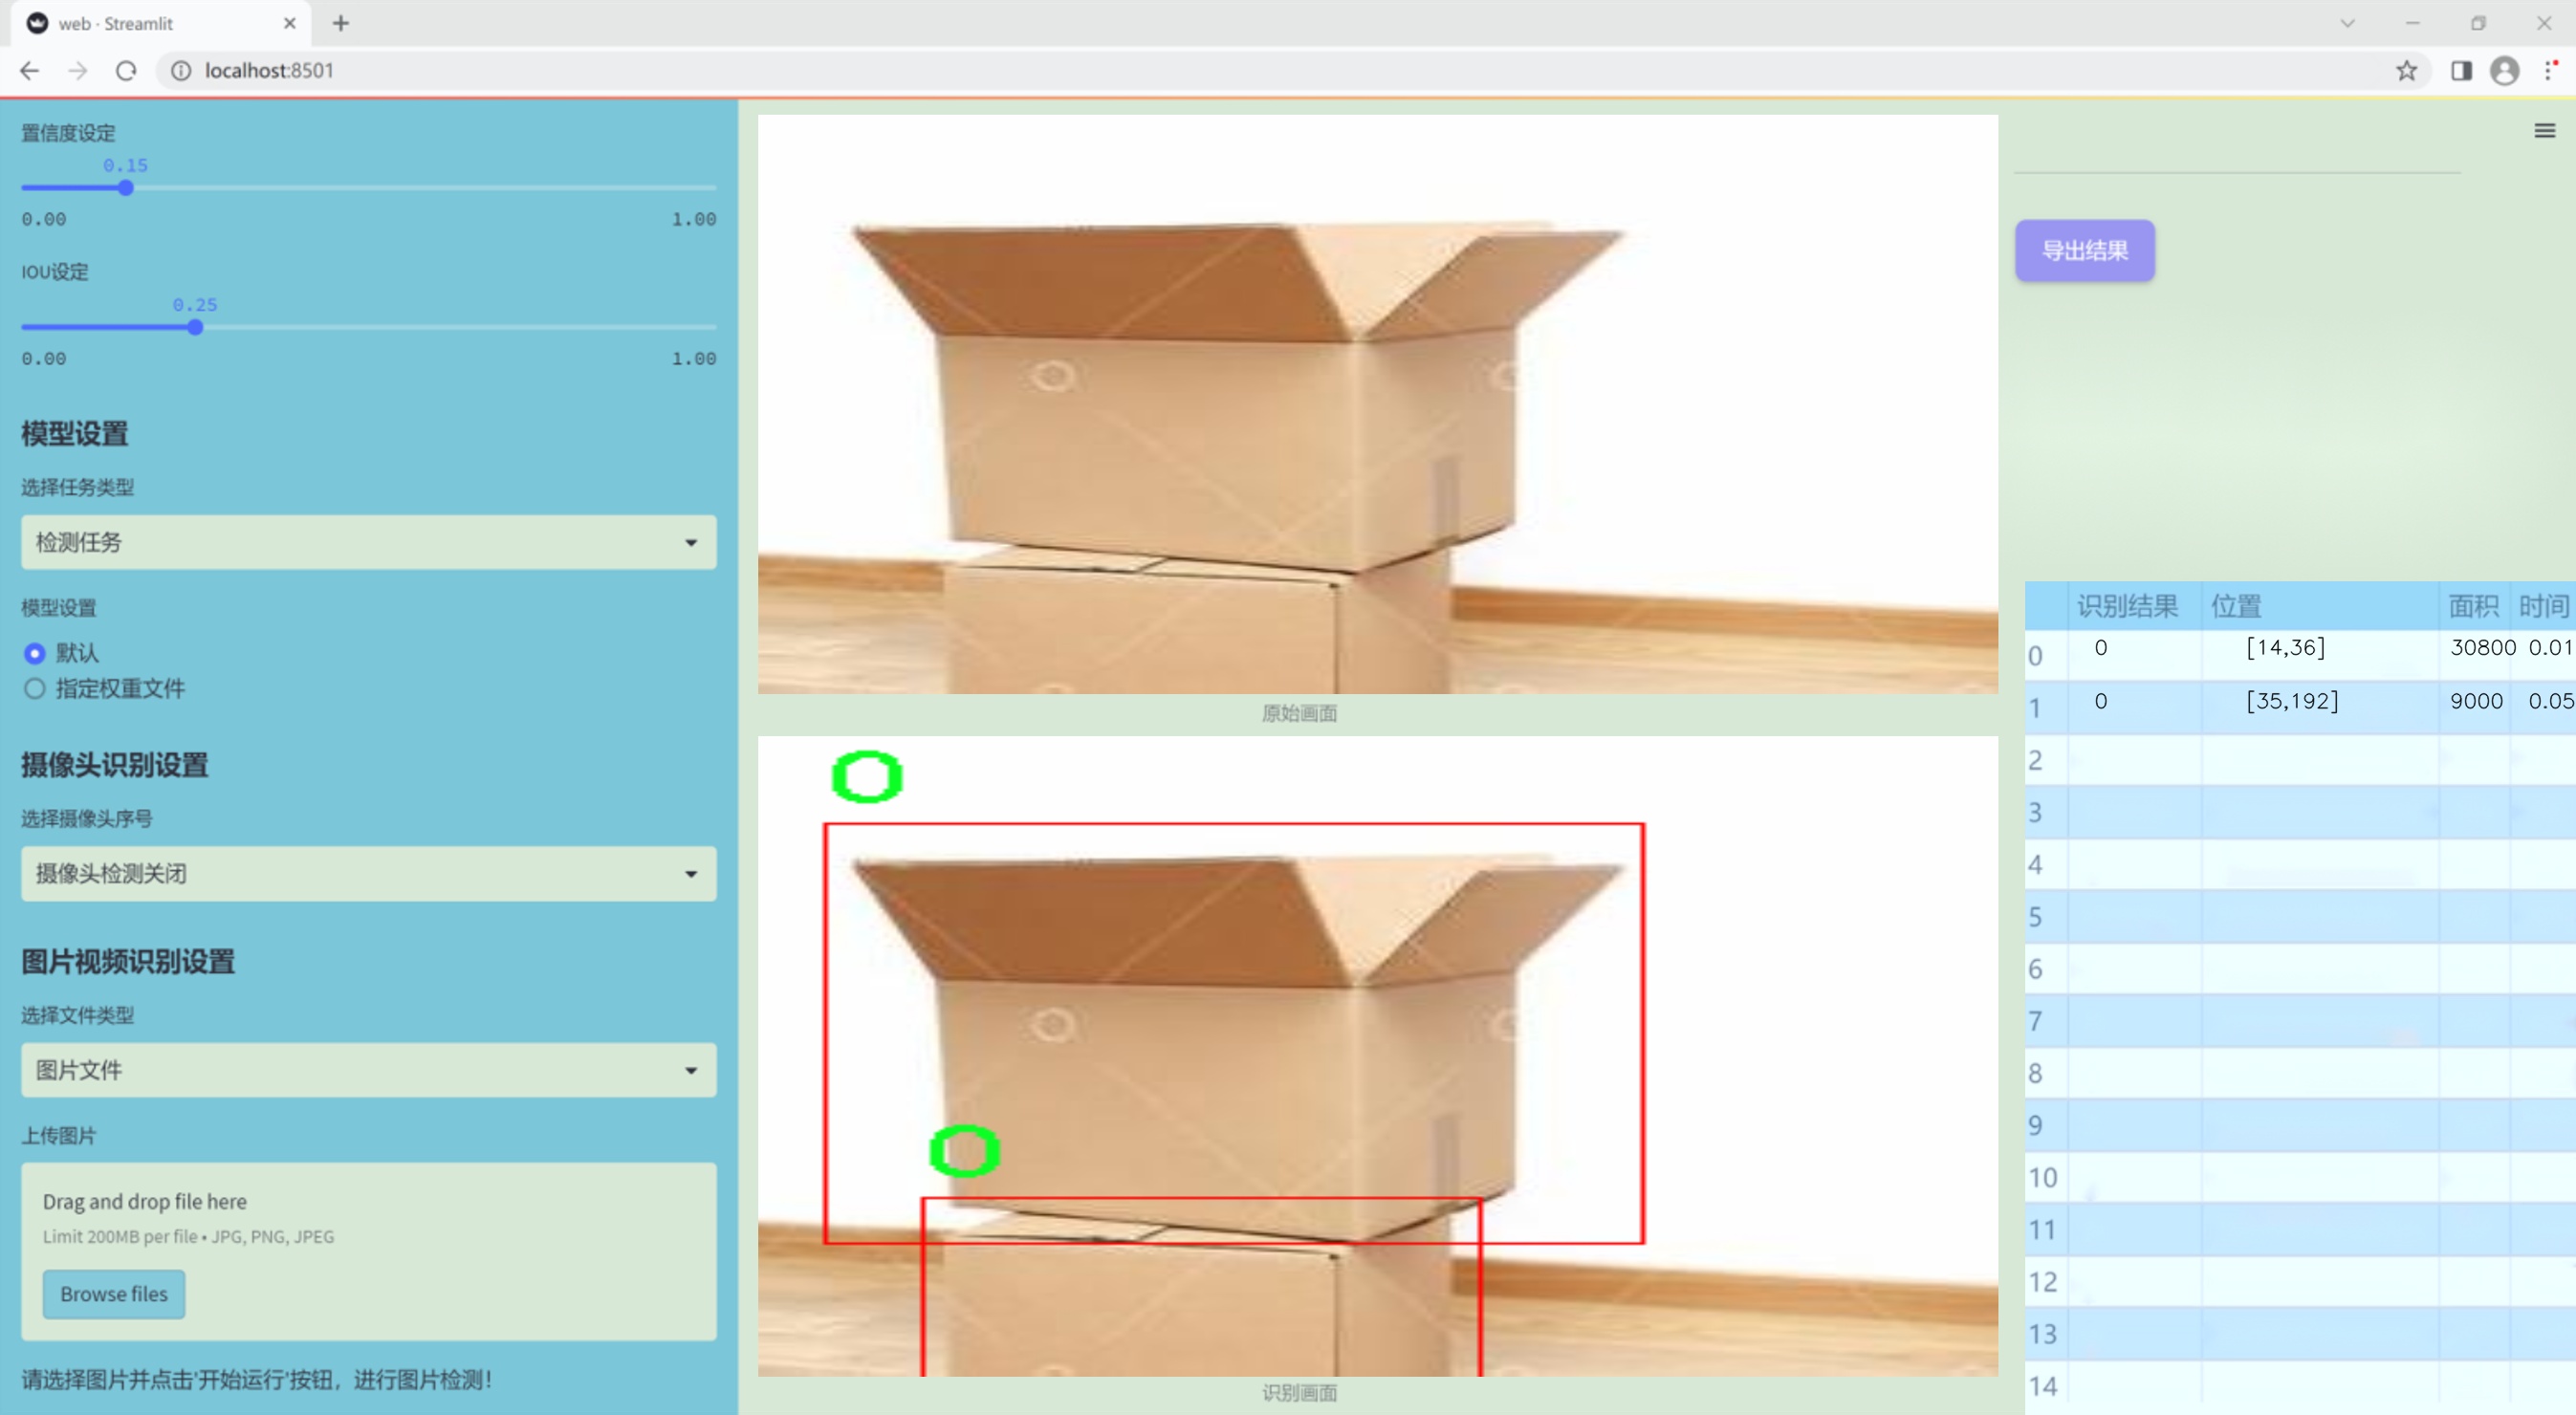 web · Streamlit
localhost:8501
置信度设定
0.15
0.00 1.00
IOU设定
0.25
0.00 1.00
模型设置
选择任务类型
检测任务
模型设置
默认
指定权重文件
摄像头识别设置
选择摄像头序号
摄像头检测关闭
图片视频识别设置
选择文件类型
图片文件
上传图片
Drag and drop file here
Limit 200MB per file • JPG, PNG, JPEG
Browse files
请选择图片并点击'开始运行'按钮，进行图片检测！
原始画面
0
0
识别画面
导出结果
识别结果 位置 面积 时间
0 0 [14,36] 30800 0.01
1 0 [35,192] 9000 0.05
2
3
4
5
6
7
8
9
10
11
12
13
14